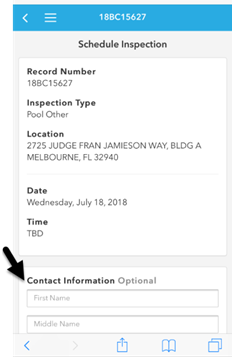 18BC15627
Schedule Inspection
Record Number
18BC15627
Inspection Type
Pool Other
Location
2725 JUDGE FRAN JAMIESON WAY, BLDG A
MELBOURNE, FL 32940
Date
Wednesday, July 18, 2018
Time
TBD
Contact Information Optional
First Name
Middle Name